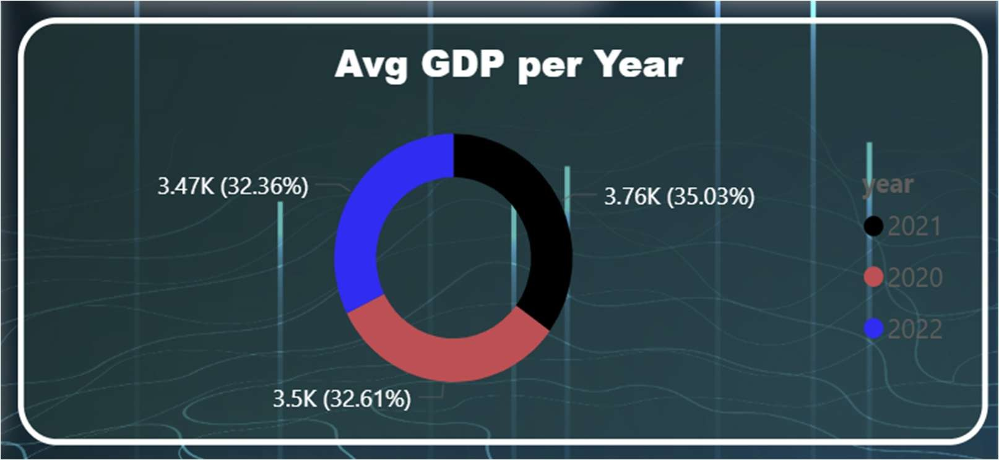 Avg GDP per Year
3.47K (32.36%)
3.76K (35.03%)
3.5K (32.61%)
year
2021
2020
2022